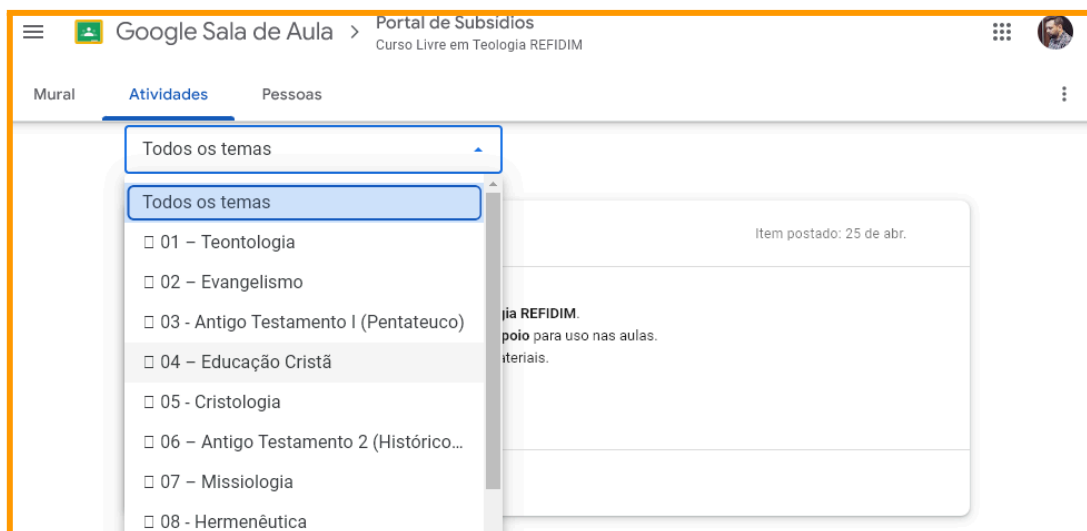 Google Sala de Aula > Portal de Subsídios
Curso Livre em Teologia REFIDIM
Mural Atividades Pessoas
Todos os temas
Todos os temas
01 – Teontologia
Item postado: 25 de abr.
02 – Evangelismo
03 - Antigo Testamento I (Pentateuco)
gia REFIDIM.
poio para uso nas aulas.
ateriais.
04 – Educação Cristã
05 - Cristologia
06 – Antigo Testamento 2 (Histórico...
07 – Missiologia
08 - Hermenêutica